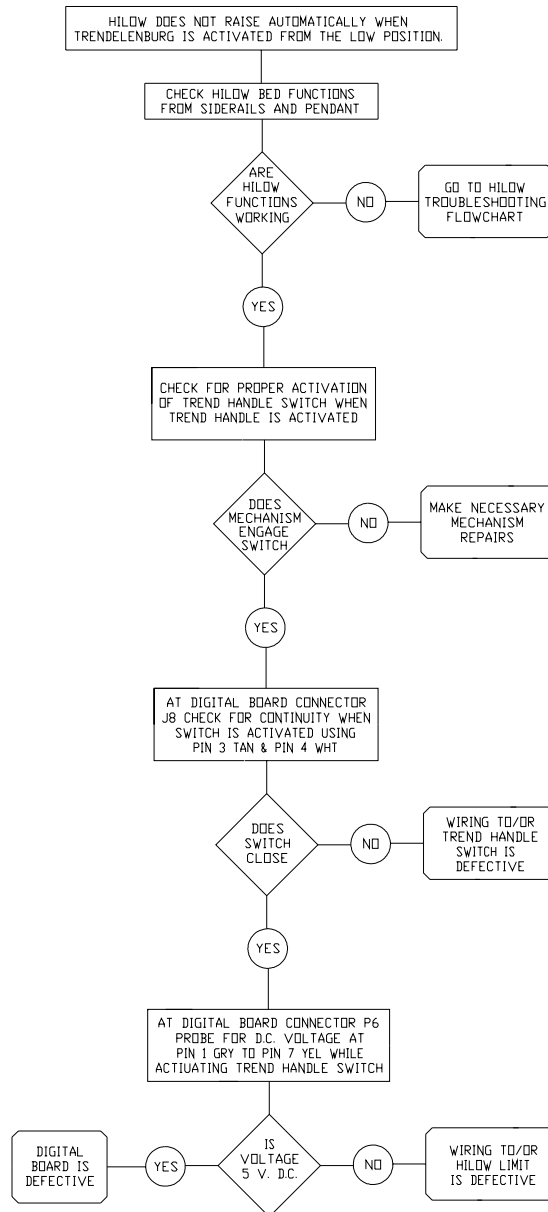 HILOW DOES NOT RAISE AUTOMATICALLY WHEN
TRENDELENBURG IS ACTIVATED FROM THE LOW POSITION.
CHECK HILOW BED FUNCTIONS
FROM SIDERAILS AND PENDANT
ARE
HILOW
FUNCTIONS
WORKING
NO
GO TO HILOW
TROUBLESHOOTING
FLOWCHART
YES
CHECK FOR PROPER ACTIVATION
OF TREND HANDLE SWITCH WHEN
TREND HANDLE IS ACTIVATED
DOES
MECHANISM
ENGAGE
SWITCH
NO
MAKE NECESSARY
MECHANISM
REPAIRS
YES
AT DIGITAL BOARD CONNECTOR
J8 CHECK FOR CONTINUITY WHEN
SWITCH IS ACTIVATED USING
PIN 3 TAN & PIN 4 WHT
DOES
SWITCH
CLOSE
NO
WIRING TO/OR
TREND HANDLE
SWITCH IS
DEFECTIVE
YES
AT DIGITAL BOARD CONNECTOR P6
PROBE FOR D.C. VOLTAGE AT
PIN 1 GRY TO PIN 7 YEL WHILE
ACTIUATING TREND HANDLE SWITCH
IS
VOLTAGE
5 V. D.C.
YES
DIGITAL
BOARD IS
DEFECTIVE
NO
WIRING TO/OR
HILOW LIMIT
IS DEFECTIVE